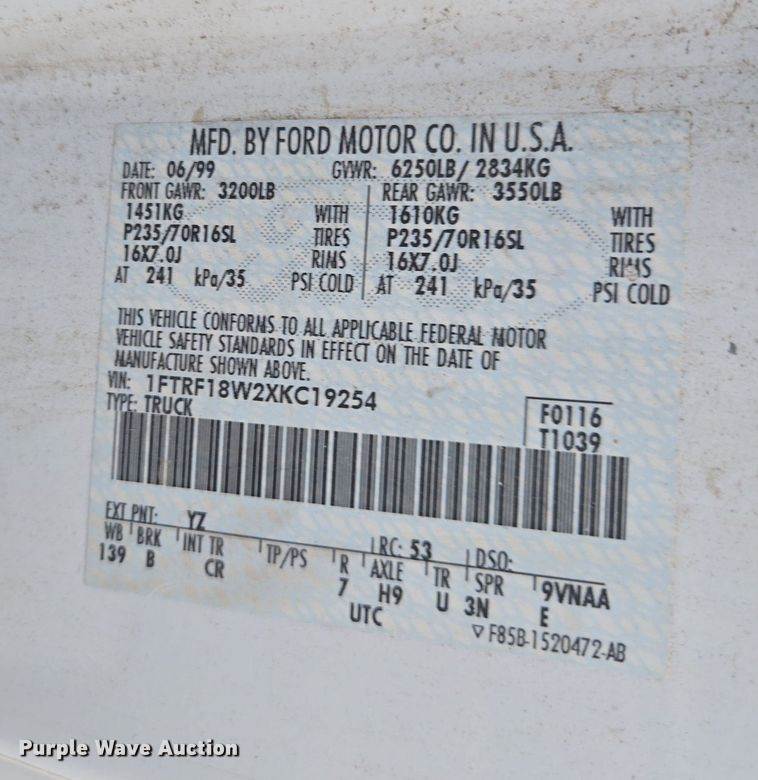 MFD. BY FORD MOTOR CO. IN U.S.A.
DATE: 06/99 GVWR: 6250LB/ 2834KG
FRONT GAWR: 3200LB REAR GAWR: 3550LB
1451KG WITH 1610KG WITH
P235/70R16SL TIRES P235/70R16SL TIRES
16X7.0J RIMS 16X7.0J RIMS
AT 241 kPa/35 PSI COLD AT 241 kPa/35 PSI COLD
THIS VEHICLE CONFORMS TO ALL APPLICABLE FEDERAL MOTOR
VEHICLE SAFETY STANDARDS IN EFFECT ON THE DATE OF
MANUFACTURE SHOWN ABOVE.
VIN: 1FTRF18W2XKC19254
TYPE: TRUCK
F0116
T1039
EXT PNT: YZ RC: 53 DSO:
WB BRK INT TR TP/PS R AXLE TR SPR 9VNAA
139 B CR 7 H9 U 3N E
UTC
▽ F85B-1520472-AB
Purple Wave Auction